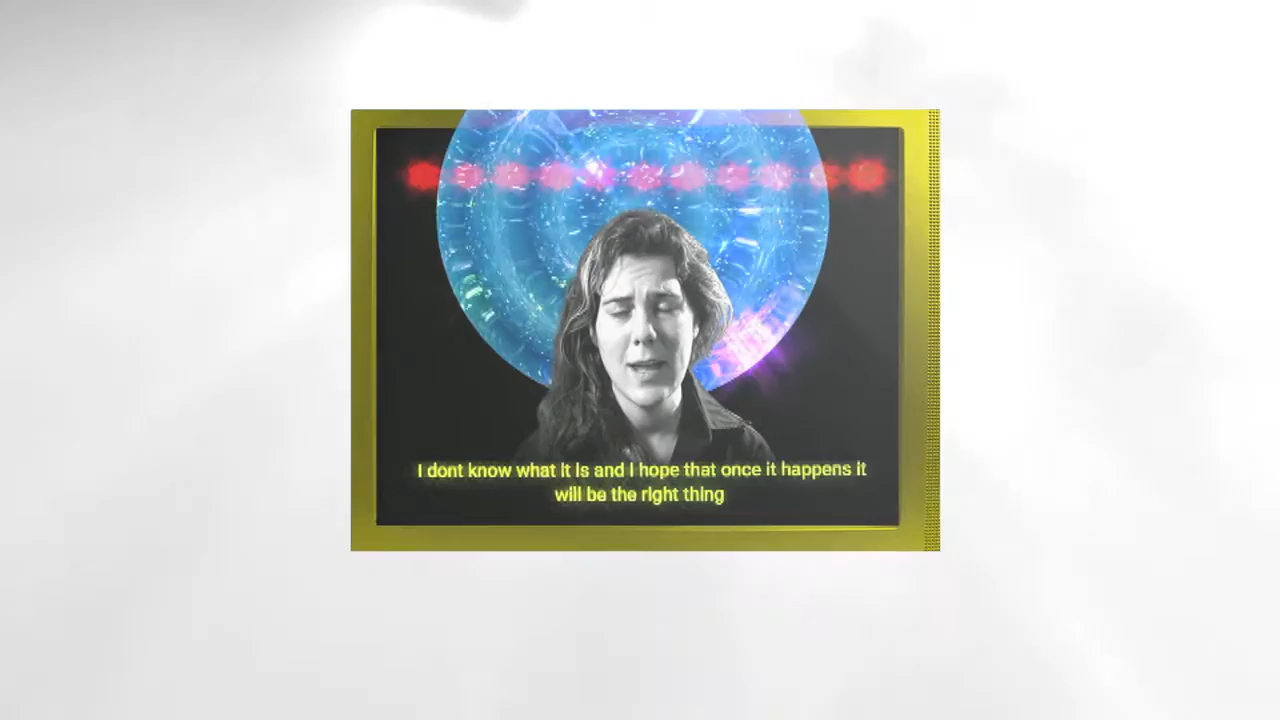 I dont know what it is and I hope that once it happens it
will be the right thing